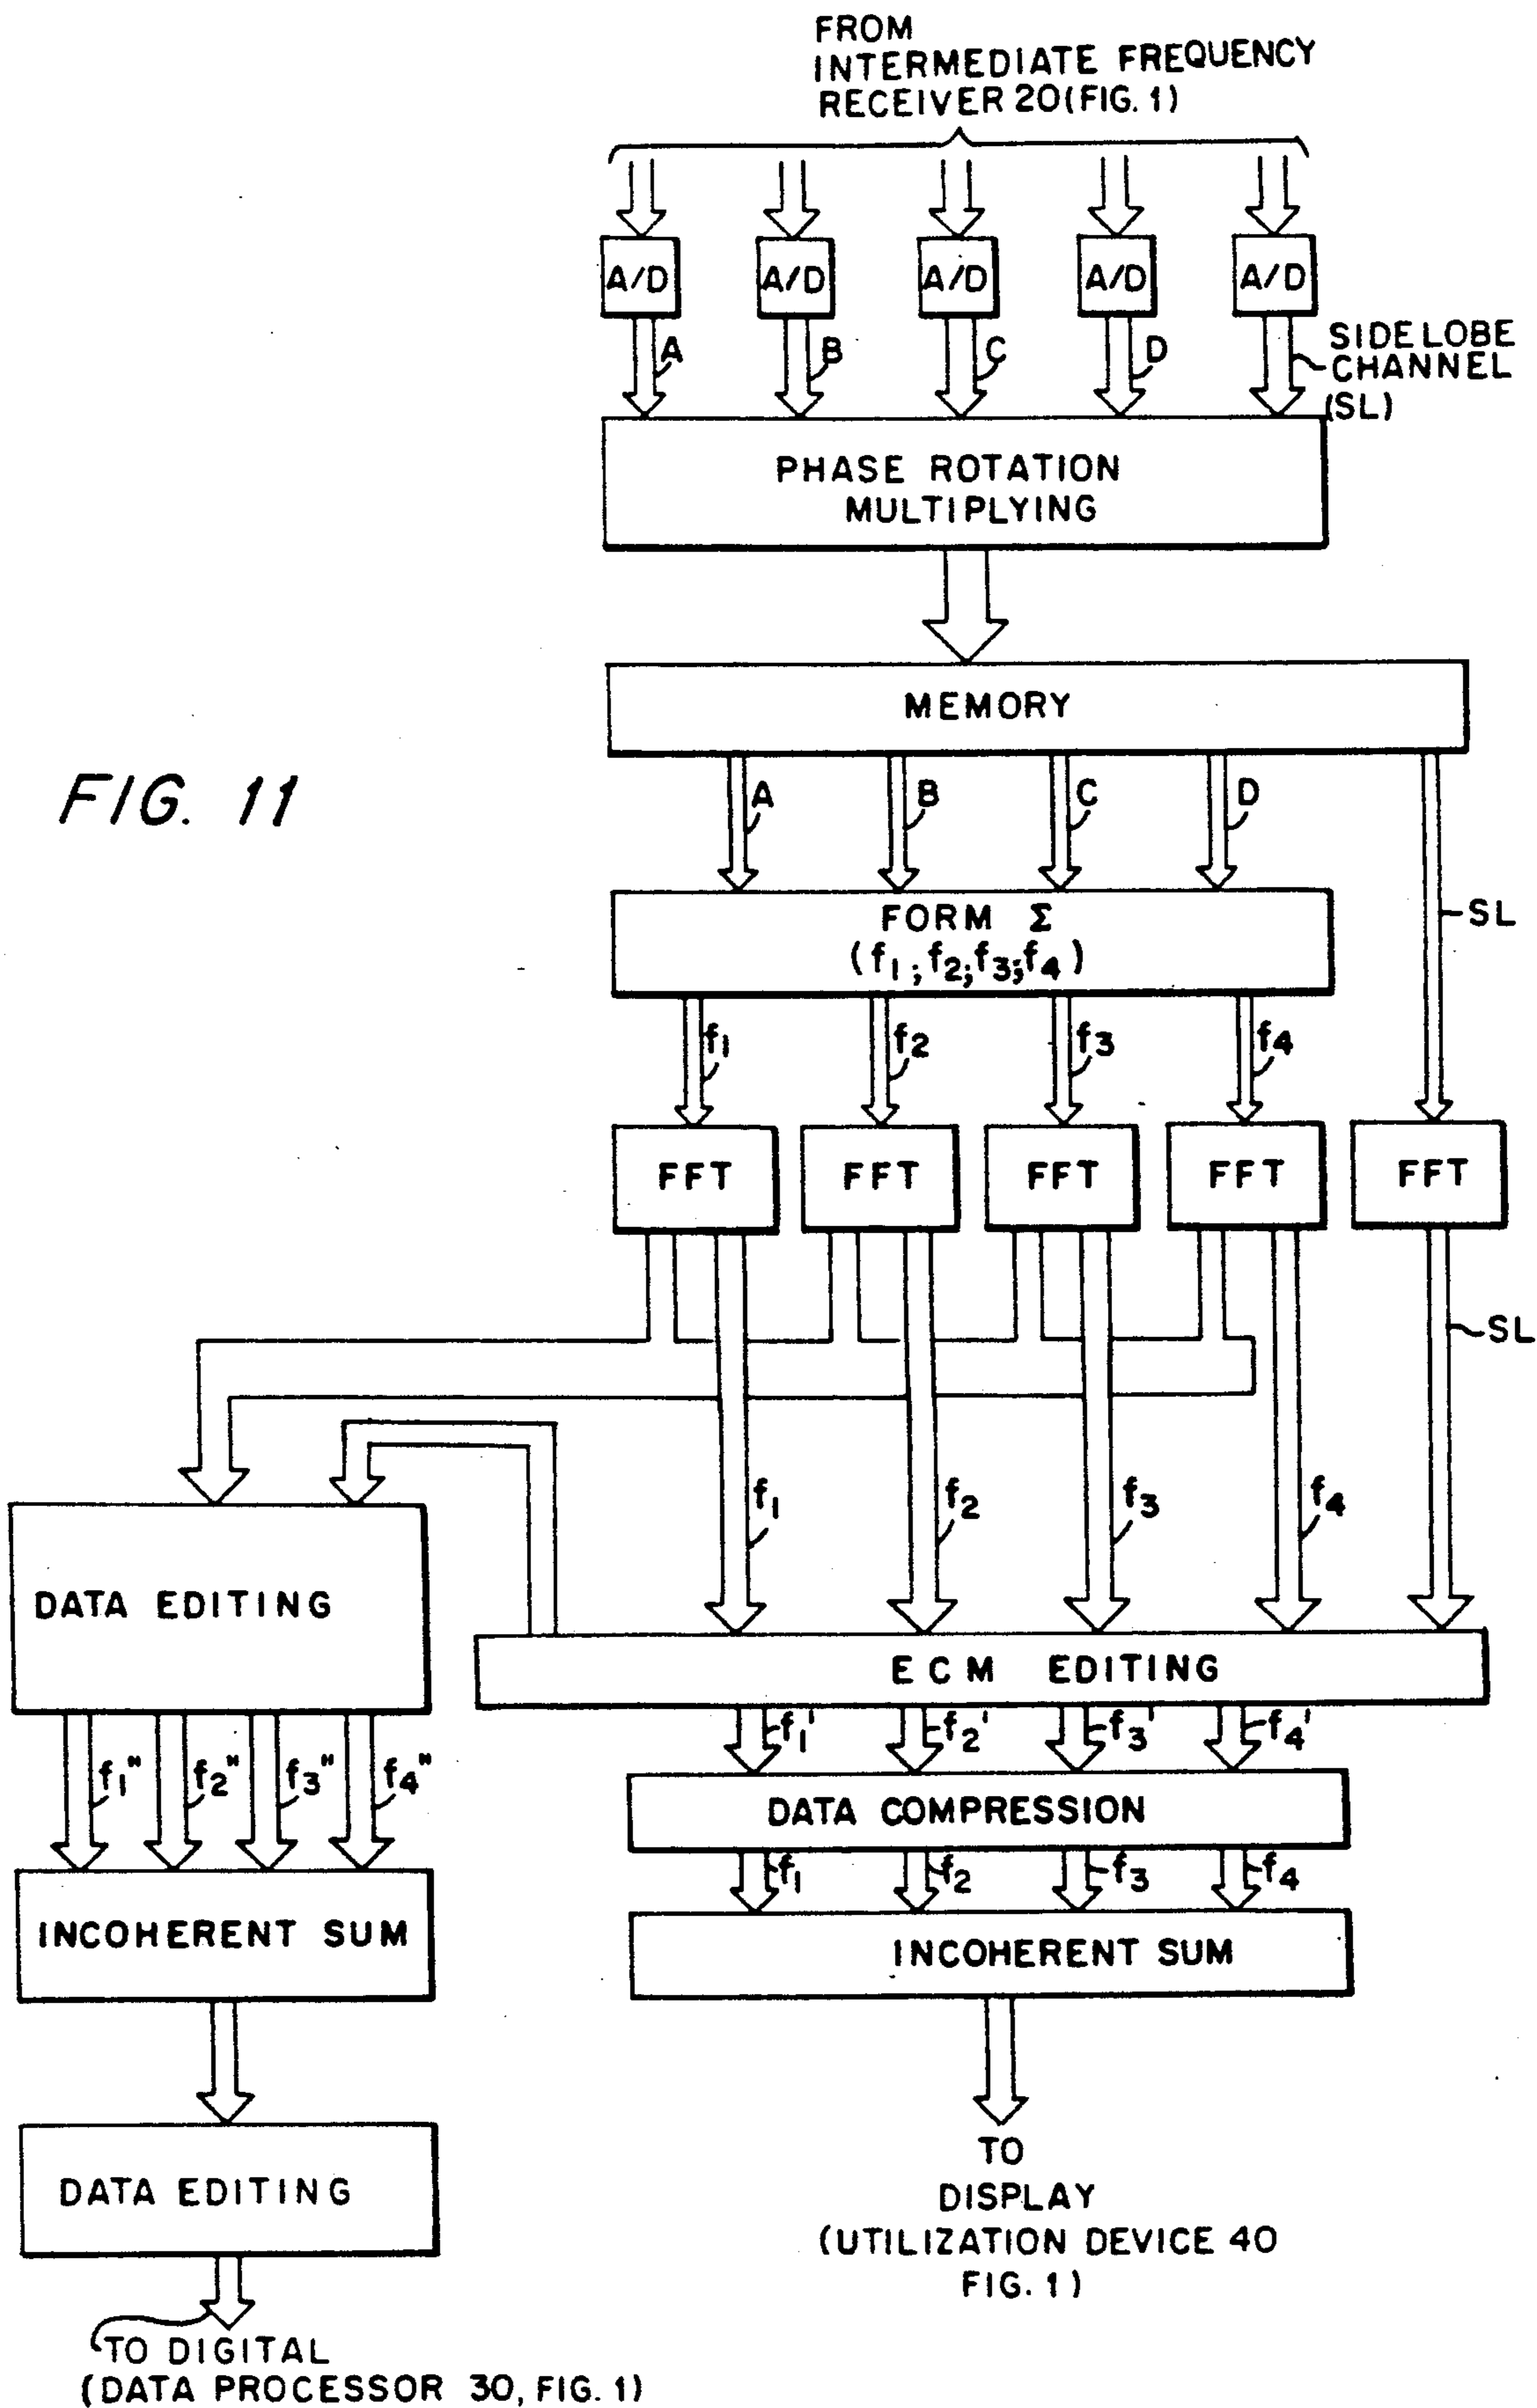 FROM
INTERMEDIATE FREQUENCY
RECEIVER 20(FIG. 1)
A/D A/D A/D A/D A/D
A B C D
SIDELOBE
CHANNEL
(SL)
PHASE ROTATION
MULTIPLYING
MEMORY
FIG. 11
A B C D
SL
FORM Σ
(f1; f2; f3; f4)
f1 f2 f3 f4
FFT FFT FFT FFT FFT
SL
f1 f2 f3 f4
DATA EDITING
ECM EDITING
f1' f2' f3' f4'
f1" f2" f3" f4"
DATA COMPRESSION
f1 f2 f3 f4
INCOHERENT SUM
INCOHERENT SUM
DATA EDITING
TO
DISPLAY
(UTILIZATION DEVICE 40
FIG. 1)
TO DIGITAL
(DATA PROCESSOR 30, FIG. 1)